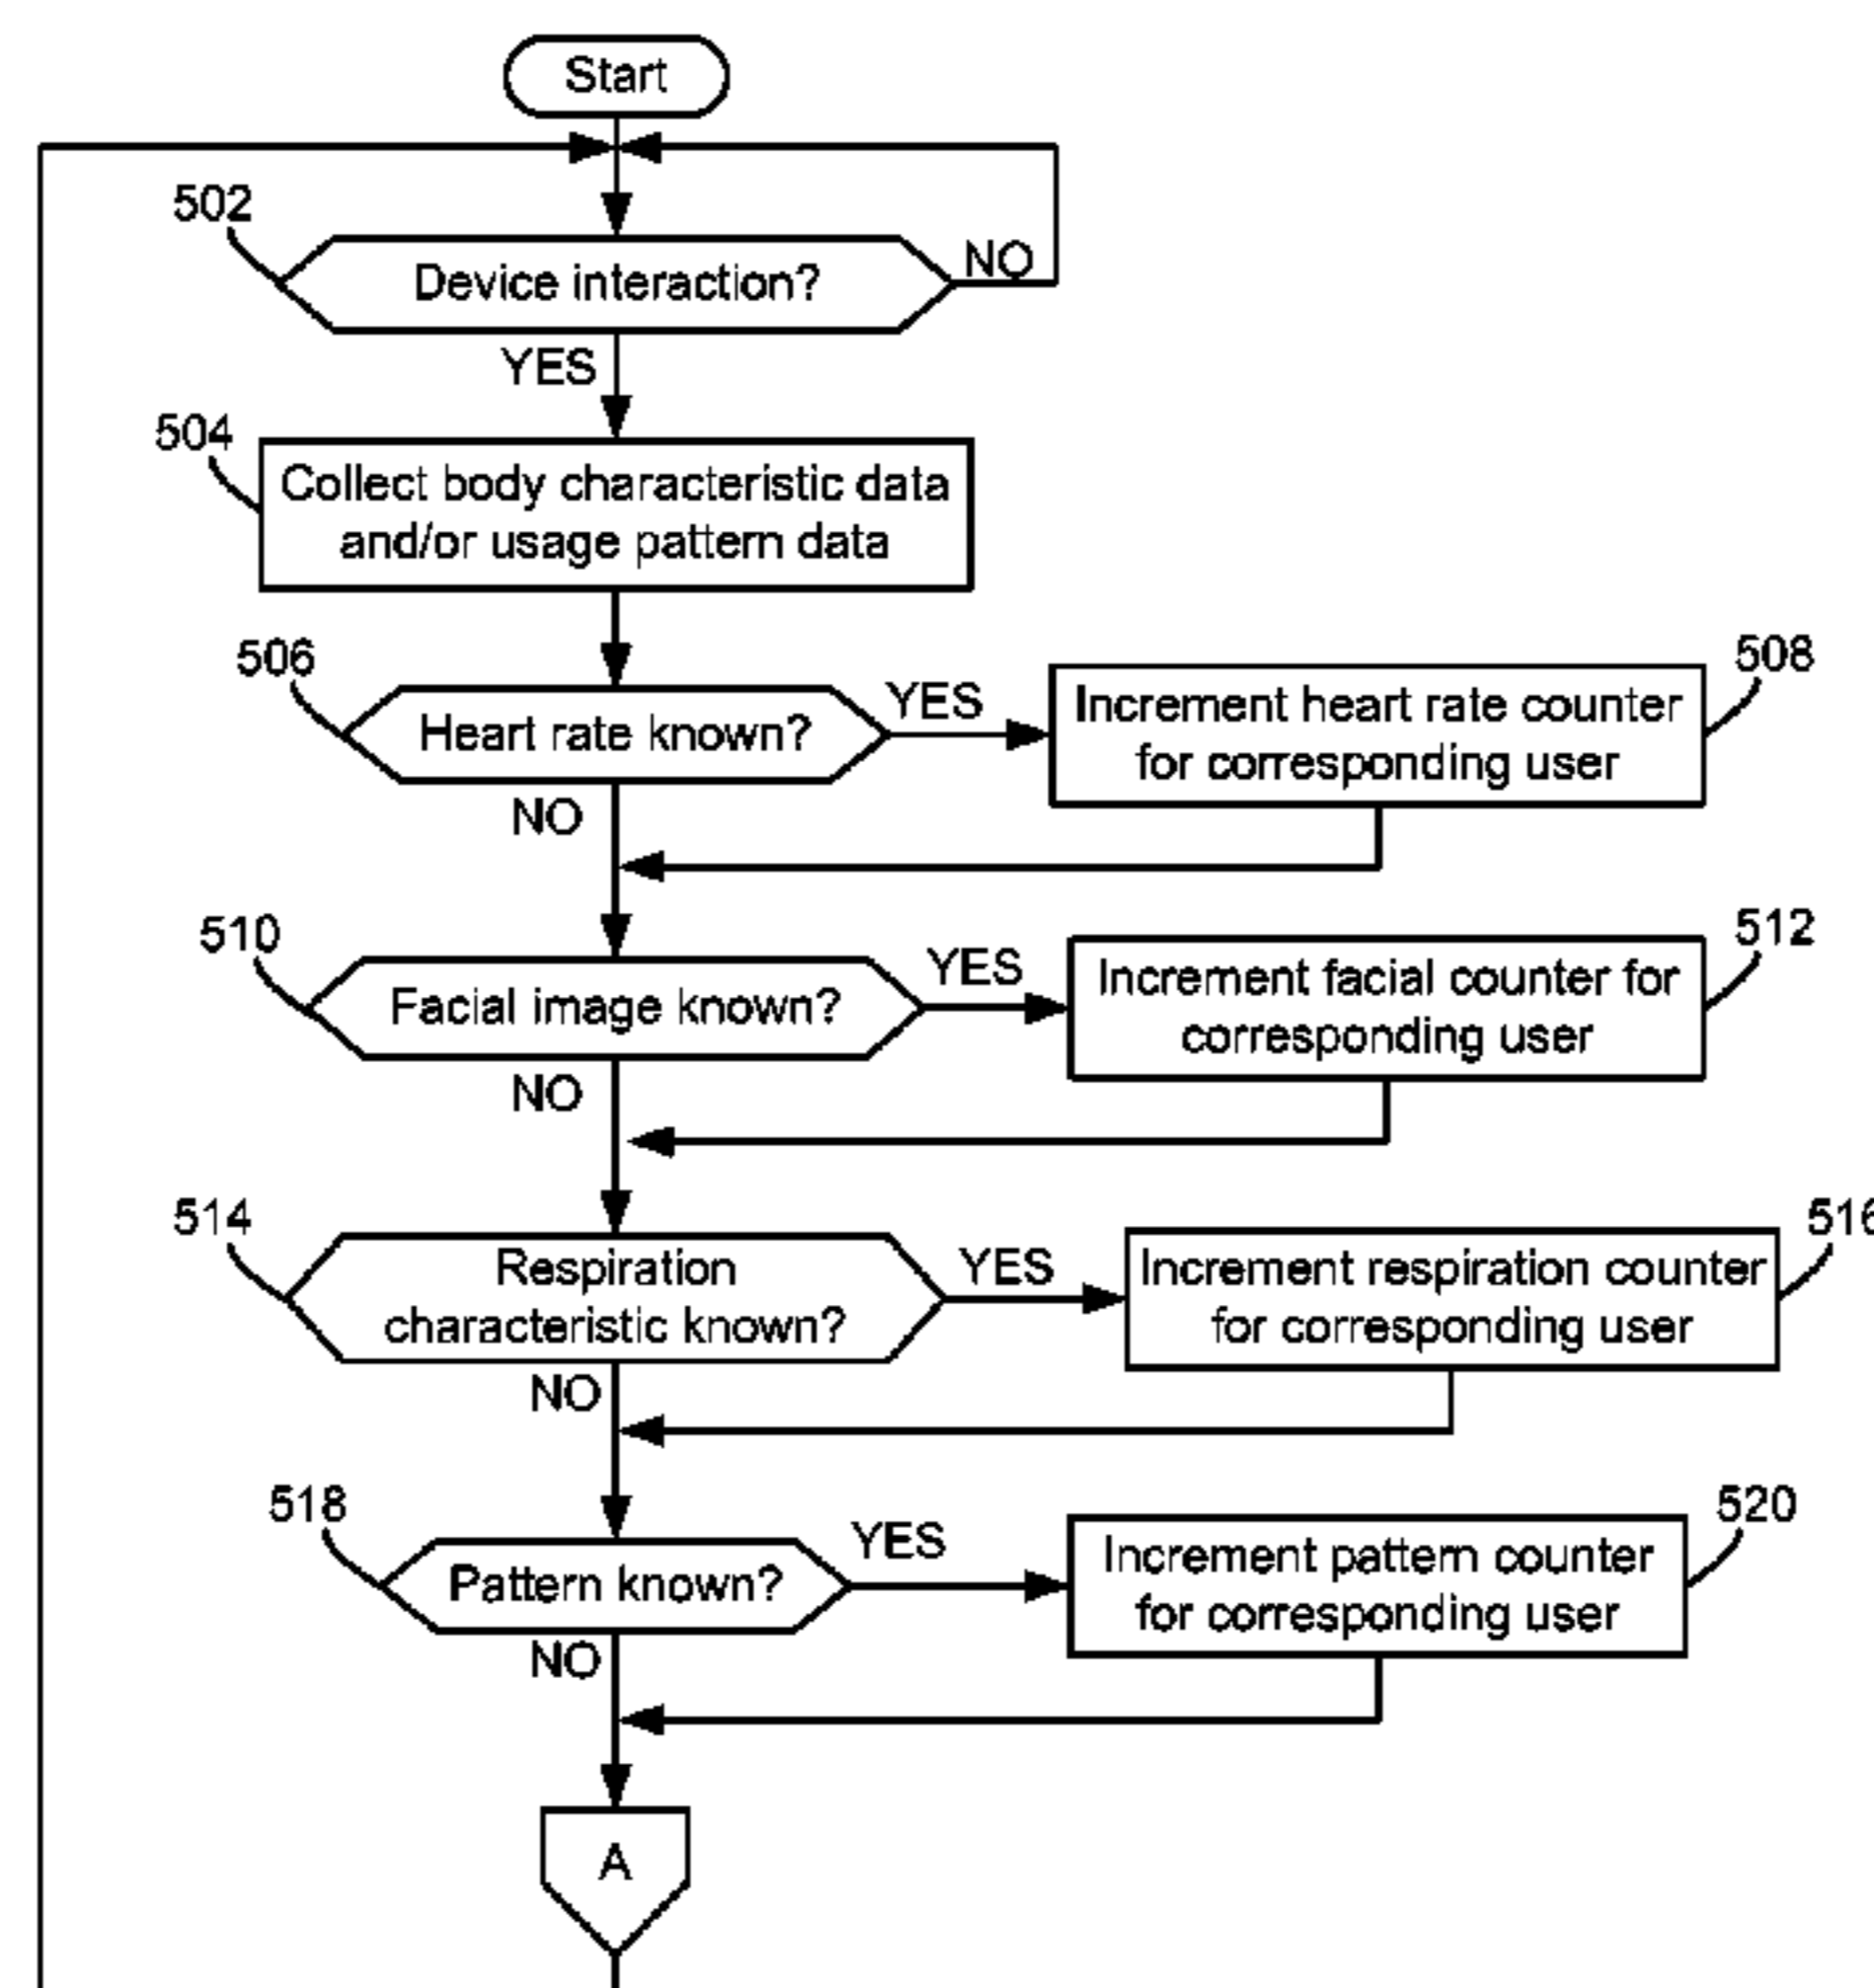 Start
502
Device interaction?
NO
YES
504
Collect body characteristic data
and/or usage pattern data
506
Heart rate known?
YES
508
Increment heart rate counter
for corresponding user
NO
510
Facial image known?
YES
512
Increment facial counter for
corresponding user
NO
514
Respiration
characteristic known?
YES
516
Increment respiration counter
for corresponding user
NO
518
Pattern known?
YES
520
Increment pattern counter
for corresponding user
NO
A